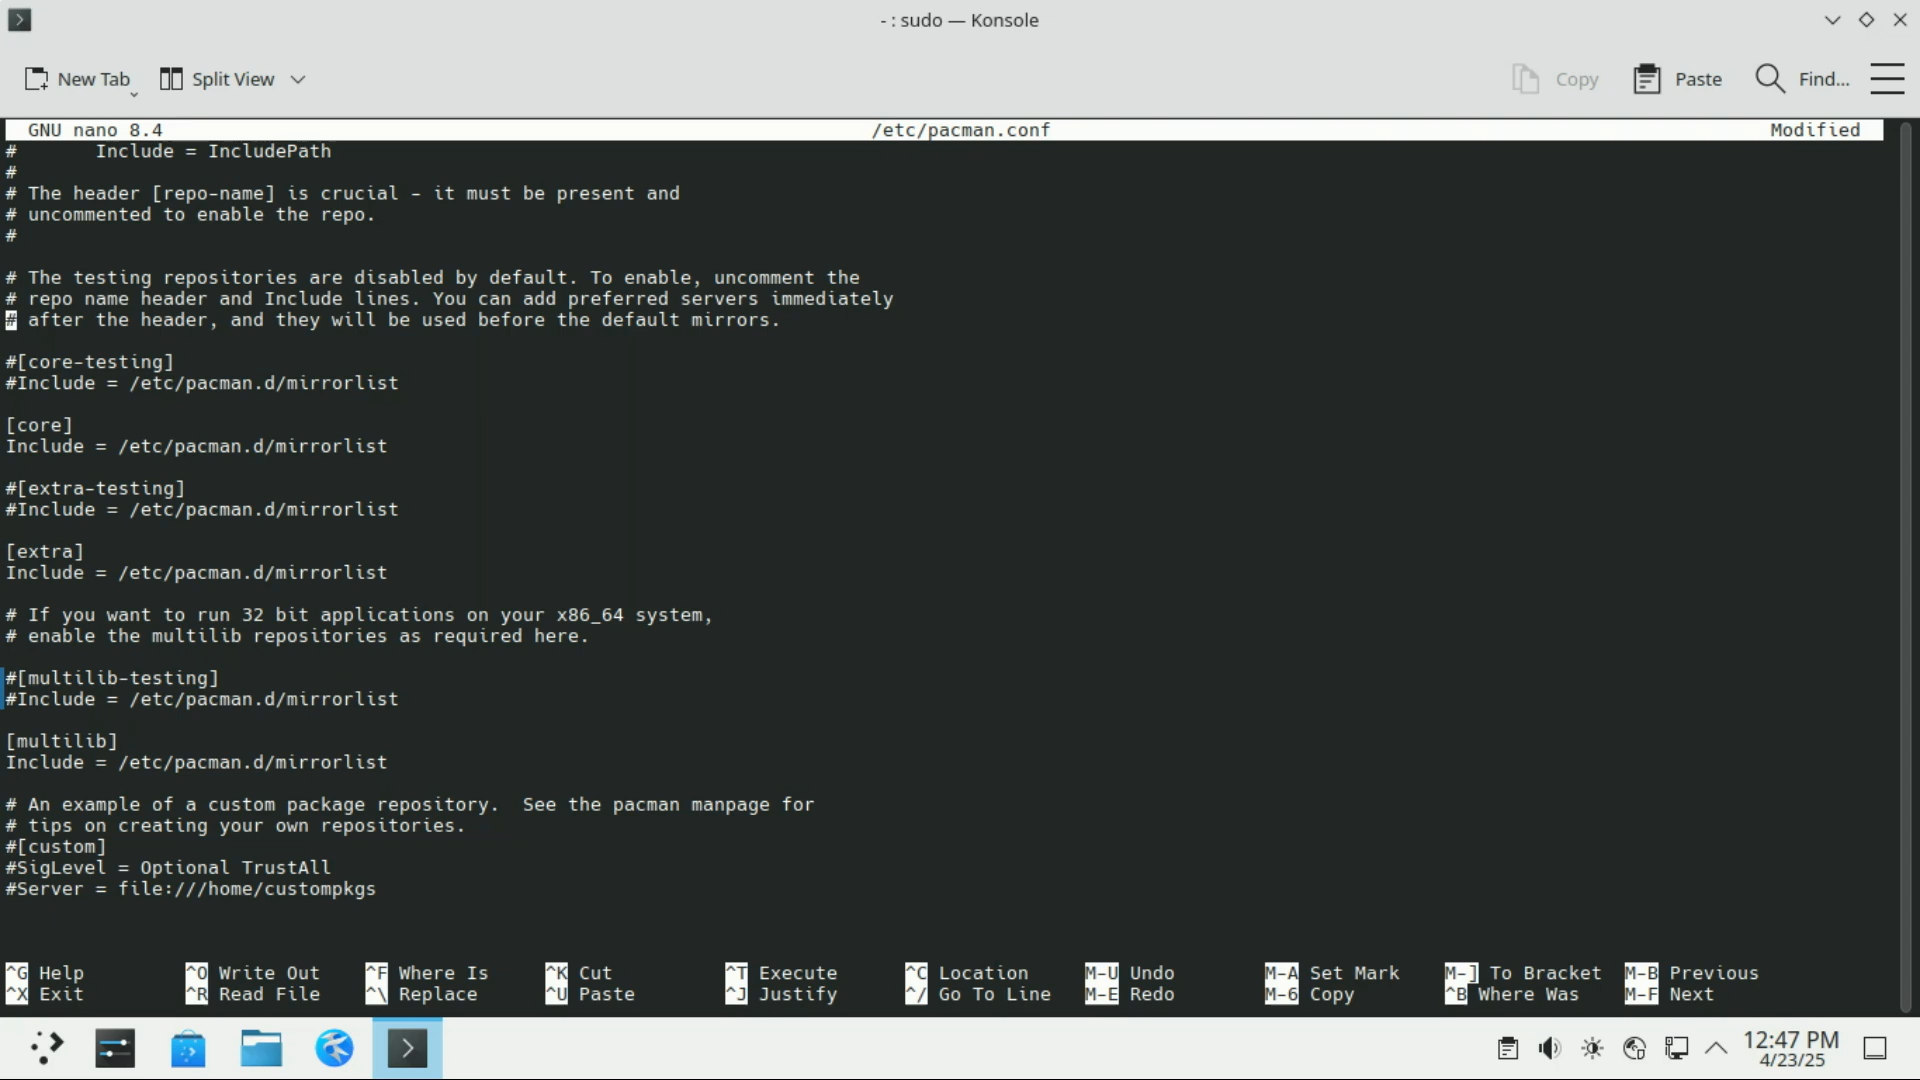 - : sudo — Konsole
New Tab
Split View
Copy
Paste
Find...
GNU nano 8.4 /etc/pacman.conf Modified
#       Include = IncludePath
#
# The header [repo-name] is crucial - it must be present and
# uncommented to enable the repo.
#
# The testing repositories are disabled by default. To enable, uncomment the
# repo name header and Include lines. You can add preferred servers immediately
# after the header, and they will be used before the default mirrors.
#[core-testing]
#Include = /etc/pacman.d/mirrorlist
[core]
Include = /etc/pacman.d/mirrorlist
#[extra-testing]
#Include = /etc/pacman.d/mirrorlist
[extra]
Include = /etc/pacman.d/mirrorlist
# If you want to run 32 bit applications on your x86_64 system,
# enable the multilib repositories as required here.
#[multilib-testing]
#Include = /etc/pacman.d/mirrorlist
[multilib]
Include = /etc/pacman.d/mirrorlist
# An example of a custom package repository.  See the pacman manpage for
# tips on creating your own repositories.
#[custom]
#SigLevel = Optional TrustAll
#Server = file:///home/custompkgs
^G Help ^O Write Out ^F Where Is ^K Cut ^T Execute ^C Location M-U Undo M-A Set Mark M-] To Bracket M-B Previous
^X Exit ^R Read File ^\ Replace ^U Paste ^J Justify ^/ Go To Line M-E Redo M-6 Copy ^B Where Was M-F Next
12:47 PM
4/23/25